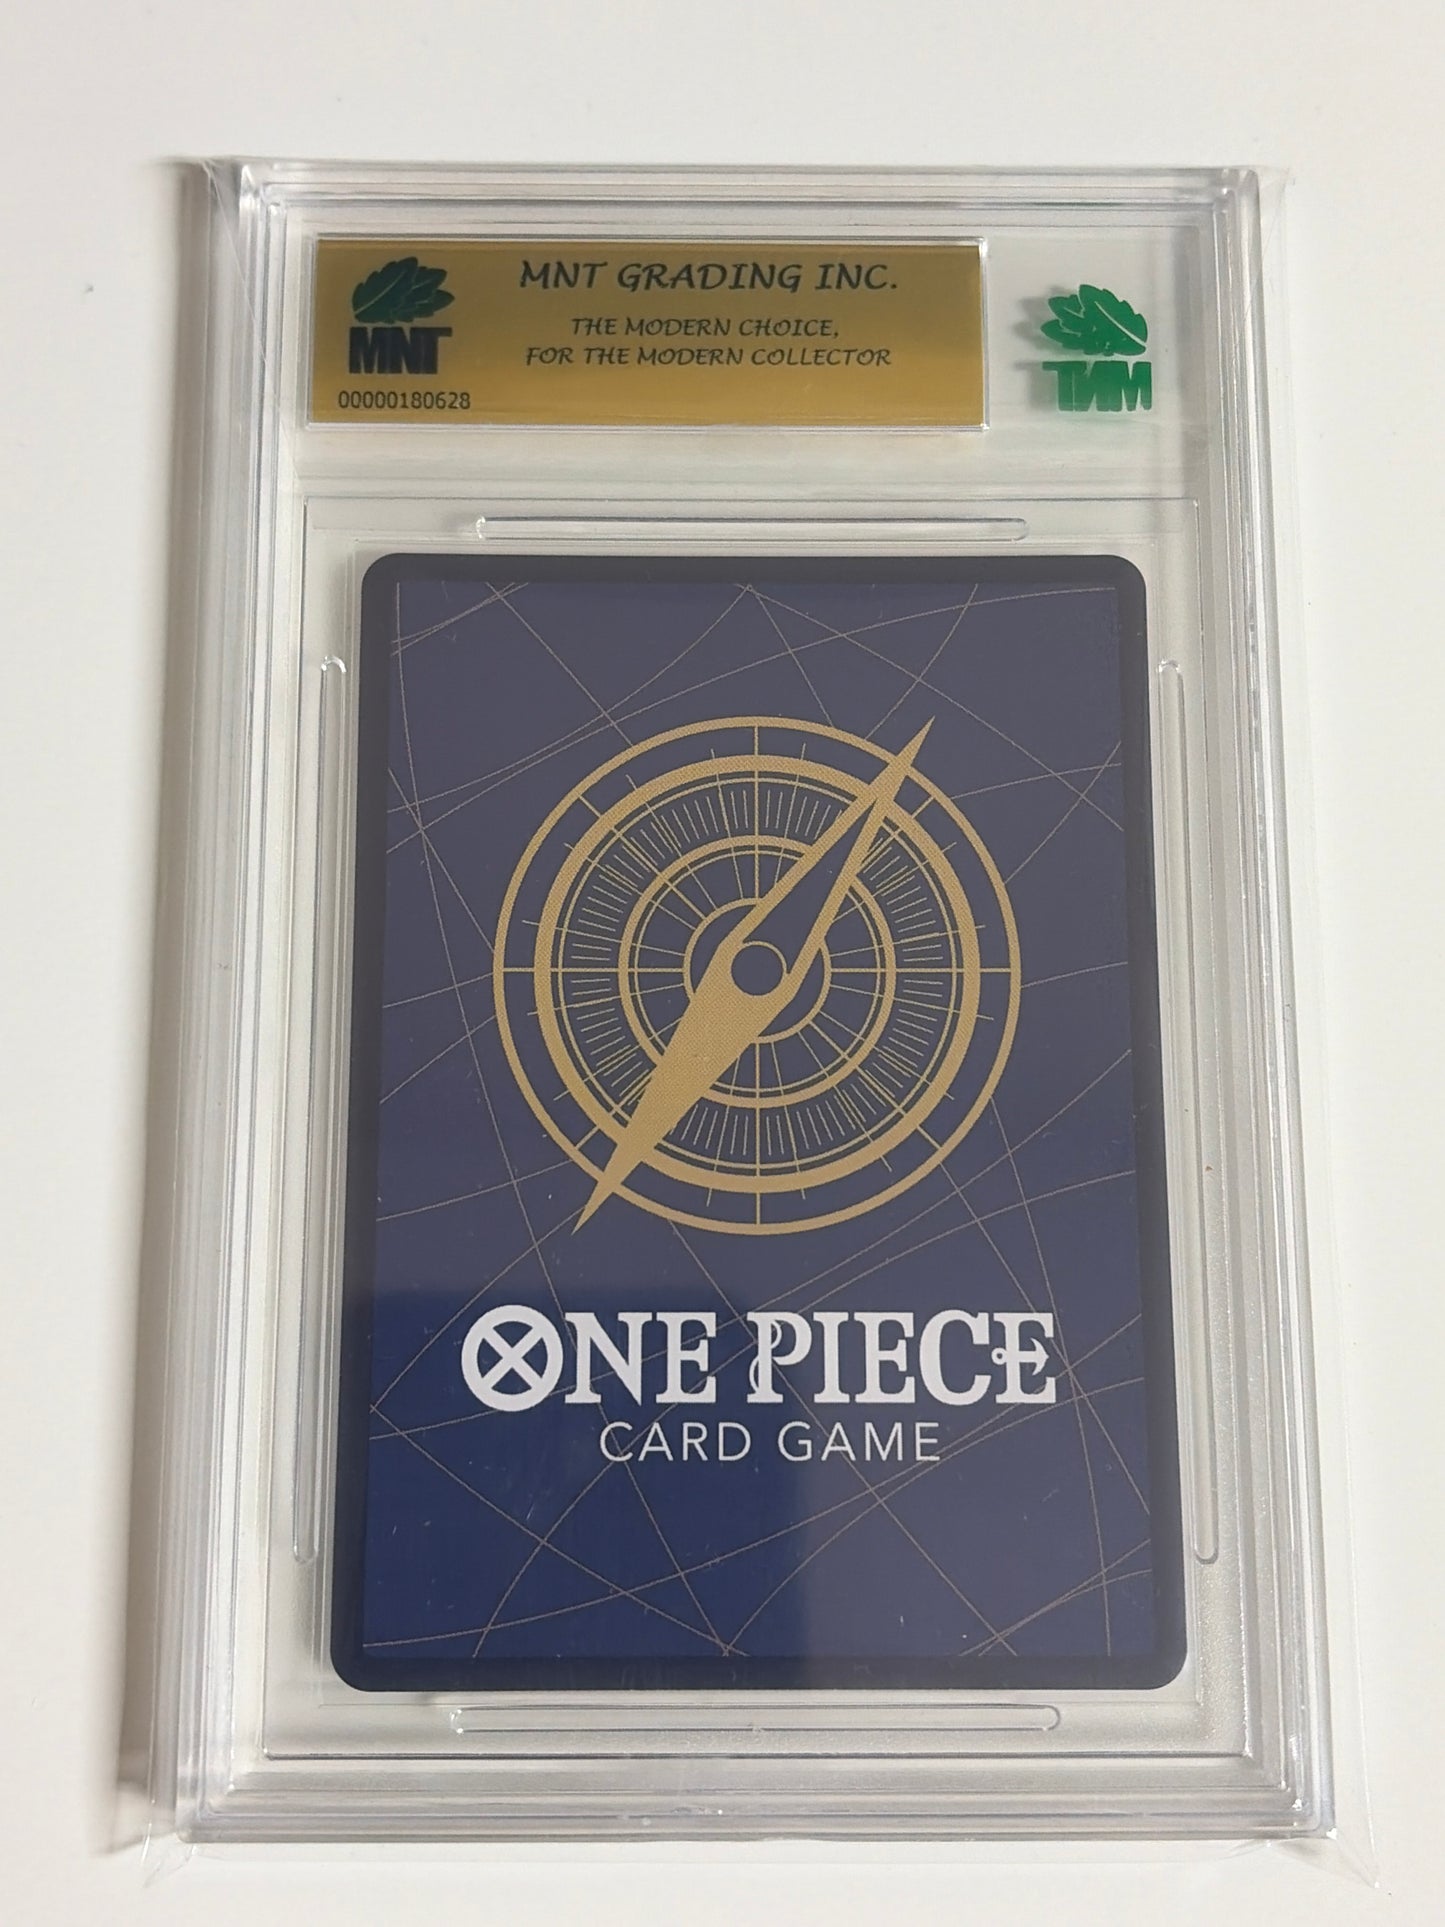 MNT GRADING INC.
THE MODERN CHOICE,
FOR THE MODERN COLLECTOR
MNT
00000180628
MNT
ONE PIECE
CARD GAME